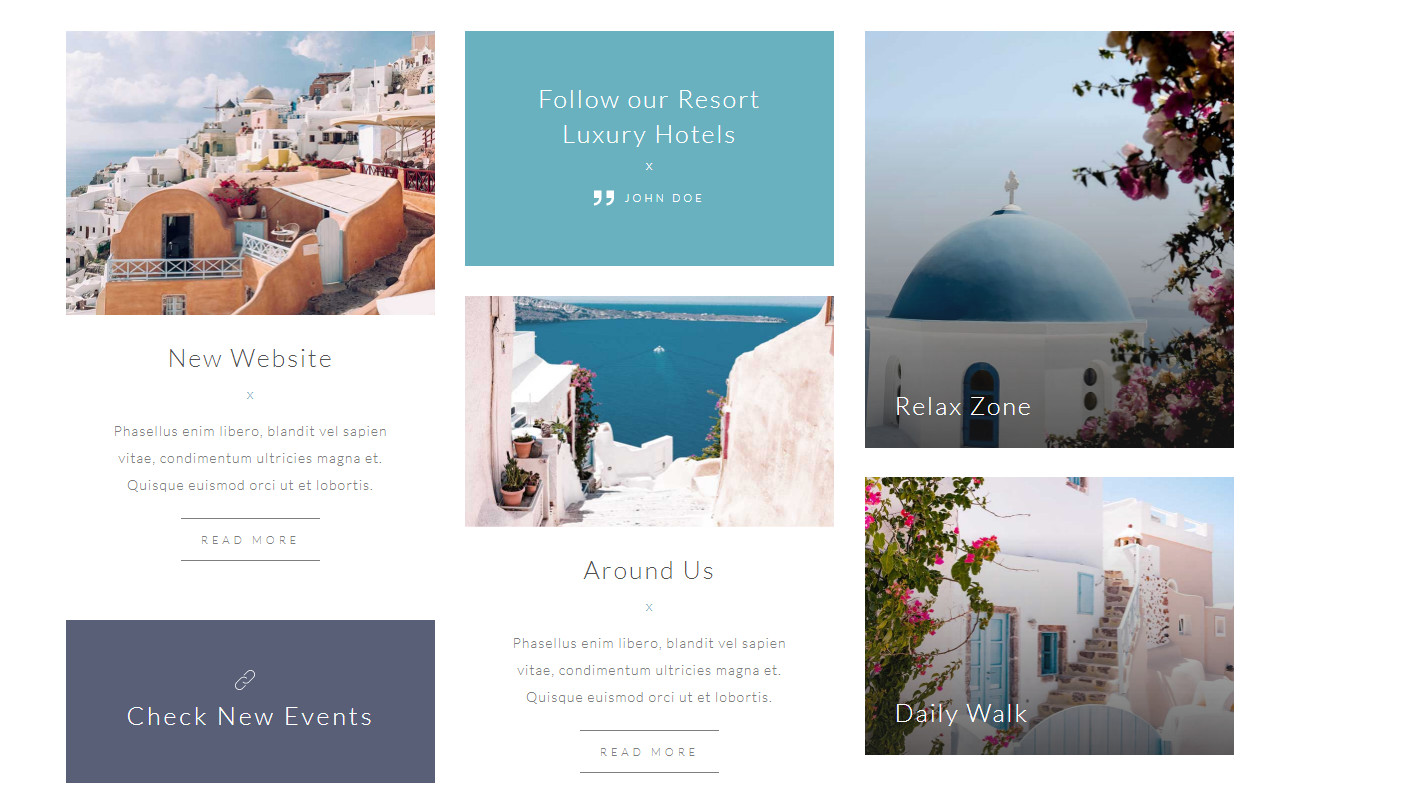 New Website
x
Phasellus enim libero, blandit vel sapien
vitae, condimentum ultricies magna et.
Quisque euismod orci ut et lobortis.
READ MORE
Check New Events
Follow our Resort
Luxury Hotels
x
JOHN DOE
Around Us
x
Phasellus enim libero, blandit vel sapien
vitae, condimentum ultricies magna et.
Quisque euismod orci ut et lobortis.
READ MORE
Relax Zone
Daily Walk